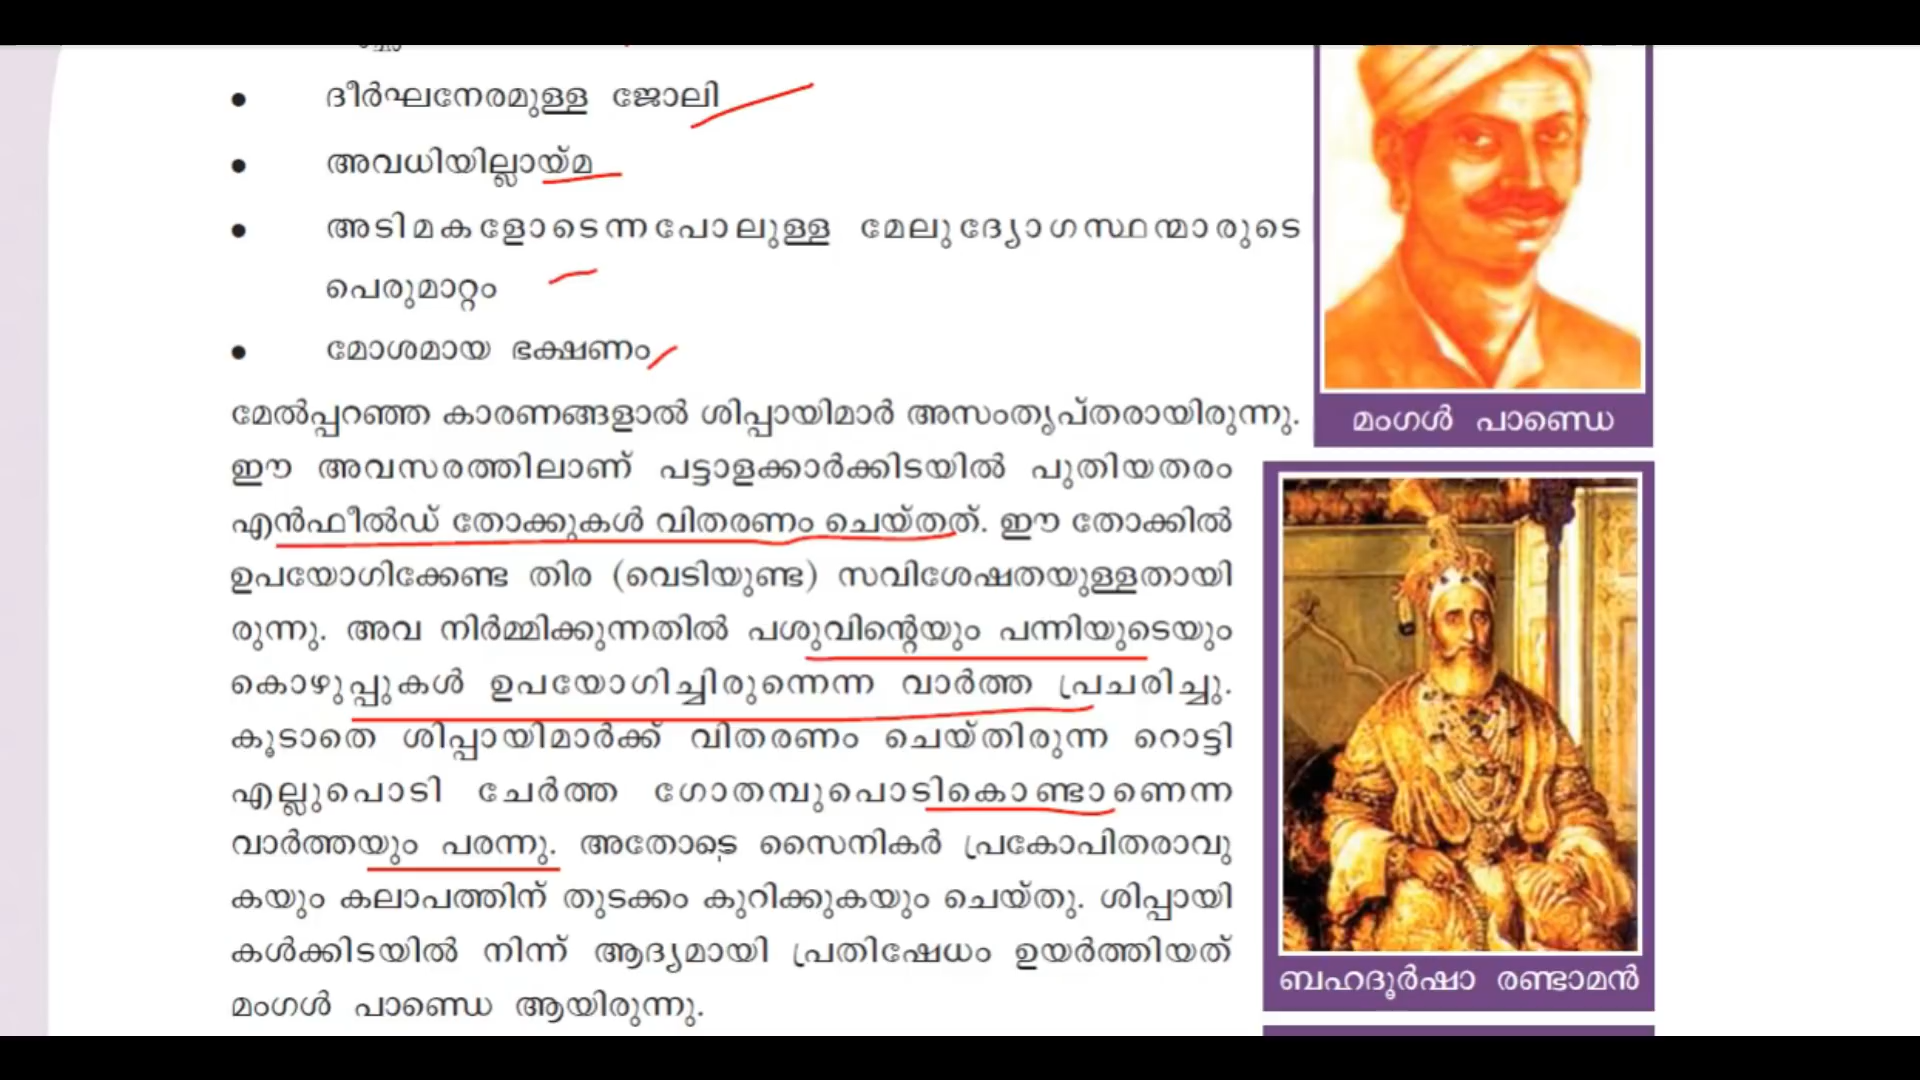 ദീർഘനേരമുള്ള ജോലി
അവധിയില്ലായ്മ
അടിമകളോടെന്നപോലുള്ള മേലുദ്യോഗസ്ഥന്മാരുടെ
പെരുമാറ്റം
മോശമായ ഭക്ഷണം
മേൽപ്പറഞ്ഞ കാരണങ്ങളാൽ ശിപ്പായിമാർ അസംതൃപ്തരായിരുന്നു.
ഈ അവസരത്തിലാണ് പട്ടാളക്കാർക്കിടയിൽ പുതിയതരം
എൻഫീൽഡ് തോക്കുകൾ വിതരണം ചെയ്തത്. ഈ തോക്കിൽ
ഉപയോഗിക്കേണ്ട തിര (വെടിയുണ്ട) സവിശേഷതയുള്ളതായി
രുന്നു. അവ നിർമ്മിക്കുന്നതിൽ പശുവിന്റെയും പന്നിയുടെയും
കൊഴുപ്പുകൾ ഉപയോഗിച്ചിരുന്നെന്ന വാർത്ത പ്രചരിച്ചു.
കൂടാതെ ശിപ്പായിമാർക്ക് വിതരണം ചെയ്തിരുന്ന റൊട്ടി
എല്ലുപൊടി ചേർത്ത ഗോതമ്പുപൊടികൊണ്ടാണെന്ന
വാർത്തയും പരന്നു. അതോടെ സൈനികർ പ്രകോപിതരാവു
കയും കലാപത്തിന് തുടക്കം കുറിക്കുകയും ചെയ്തു. ശിപ്പായി
കൾക്കിടയിൽ നിന്ന് ആദ്യമായി പ്രതിഷേധം ഉയർത്തിയത്
മംഗൾ പാണ്ഡെ ആയിരുന്നു.
മംഗൾ പാണ്ഡെ
ബഹദൂർഷാ രണ്ടാമൻ